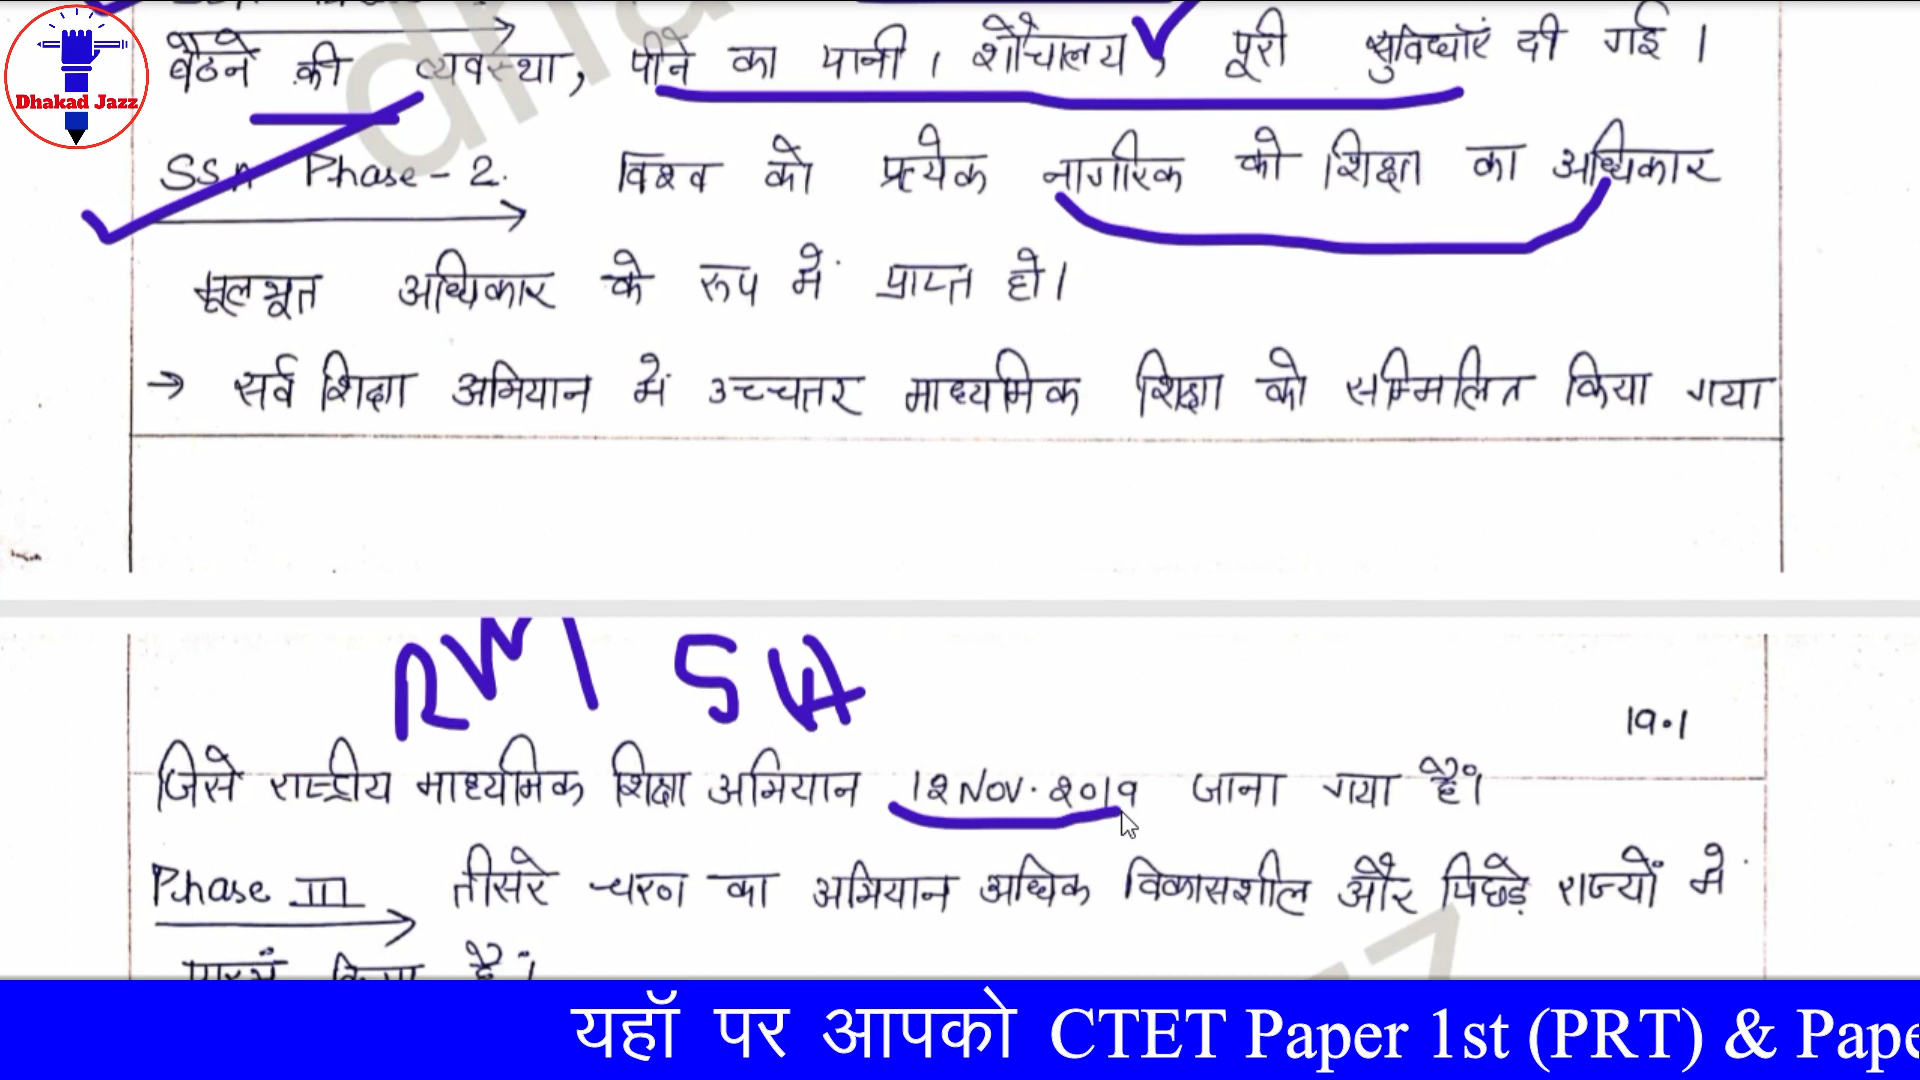 Dhakad Jazz
बैठने की व्यवस्था, पीने का पानी। शौचालय, पूरी सुविधाऐं दी गई।
SSA Phase - 2. विश्व को प्रत्येक नागरिक को शिक्षा का अधिकार
मूलभूत अधिकार के रूप में प्राप्त हो।
→ सर्व शिक्षा अभियान में उच्चतर माध्यमिक शिक्षा को सम्मिलित किया गया
RM SA
19.1
जिसे राष्ट्रीय माध्यमिक शिक्षा अभियान 12 Nov. 2019 जाना गया हैं।
Phase III तीसरे चरण का अभियान अधिक विकासशील और पिछड़े राज्यों में
यहॉ पर आपको CTET Paper 1st (PRT) & Pape